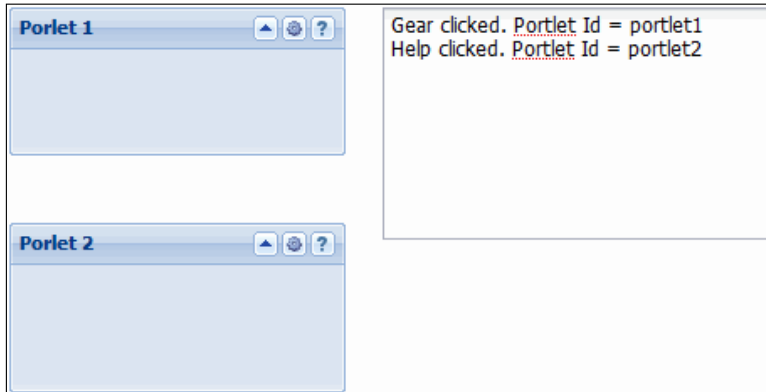 Porlet 1
?
Gear clicked. Portlet Id = portlet1
Help clicked. Portlet Id = portlet2
Porlet 2
?